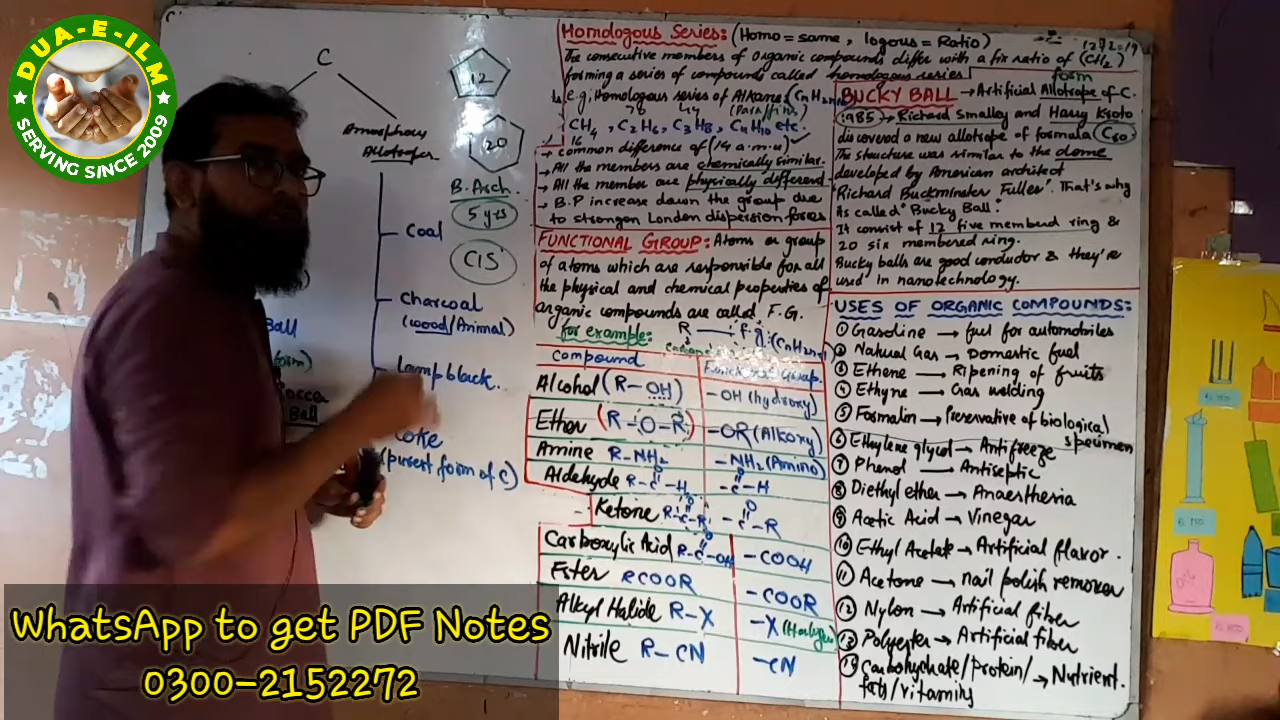 DUA-E-ILM
SERVING SINCE 2009
C
Amorphous
Allotropes
Coal
Charcoal
(wood/Animal)
Lampblack.
Coke
(purest form of C)
Ball
Ball
12
20
B.Arch.
5 yrs
Homologous Series: (Homo = same, logous = Ratio)
The consecutive members of organic compounds differ with a fix ratio of (CH2)
forming a series of compounds called homologous series.
e.g; Homologous series of Alkane:
(Paraffins)
CH4, C2H6, C3H8, C4H10 etc.
16
→ common difference of (14 a.m.u)
→ All the members are chemically similar.
→ All the member are physically different
→ B.P increase down the group due
to stronger London dispersion forces
FUNCTIONAL GROUP: Atoms or group
of atoms which are responsible for all
the physical and chemical properties of
organic compounds are called F.G.
for example:
R — f.g.
compound
Functional Group.
Alcohol (R-OH) -OH (hydroxy)
Ether (R-O-R) -OR (Alkoxy)
Amine R-NH2 -NH2 (Amino)
Aldehyde R-C-H -C-H
O
Ketone R-C-R -C-R
O
Carboxylic Acid R-C-OH -COOH
O
Ester RCOOR -COOR
Alkyl Halide R-X -X (Halogen)
Nitrile R-CN -CN
form
BUCKY BALL → Artificial Allotrope of C.
1985 → Richard Smalley and Harry Kroto
discovered a new allotrope of formula C60
The structure was similar to the dome
developed by American architect
"Richard Buckminster Fuller". That's why
As called "Bucky Ball".
It consist of 12 five memberd ring &
20 six membered ring.
Bucky balls are good conductor & they're
used in nanotechnology.
USES OF ORGANIC COMPOUNDS:
① Gasoline → fuel for automobiles
② Natural Gas → Domestic fuel
③ Ethene → Ripening of fruits
④ Ethyne → Gas welding
⑤ Formalin → Preservative of biological
specimen
⑥ Ethylene glycol → Antifreeze
⑦ Phenol → Antiseptic
⑧ Diethyl ether → Anaesthesia
⑨ Acetic Acid → Vinegar
⑩ Ethyl Acetate → Artificial flavor.
⑪ Acetone → nail polish remover
⑫ Nylon → Artificial fiber
⑬ Polyester → Artificial fiber
⑭ Carbohydrate/protein/ → Nutrient.
fats/vitamins
WhatsApp to get PDF Notes
0300-2152272